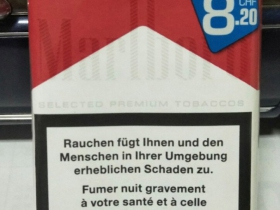 CHF
8.20
Marlboro
SELECTED PREMIUM TOBACCOS
Rauchen fügt Ihnen und den
Menschen in Ihrer Umgebung
erheblichen Schaden zu.
Fumer nuit gravement
à votre santé et à celle